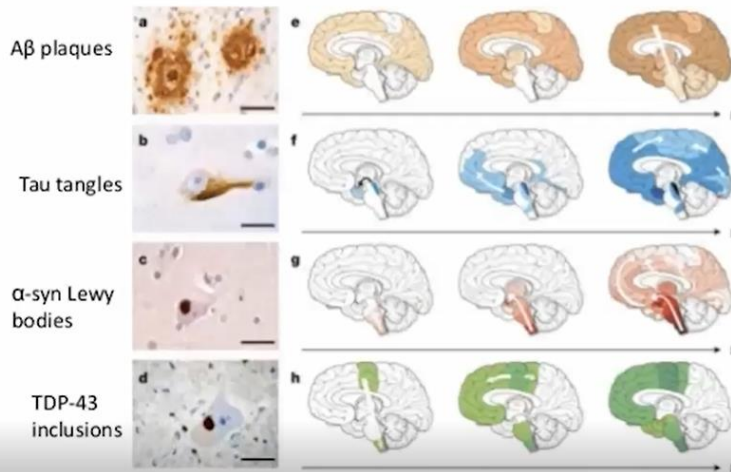 Aβ plaques
a
e
Tau tangles
b
f
α-syn Lewy
bodies
c
g
TDP-43
inclusions
d
h